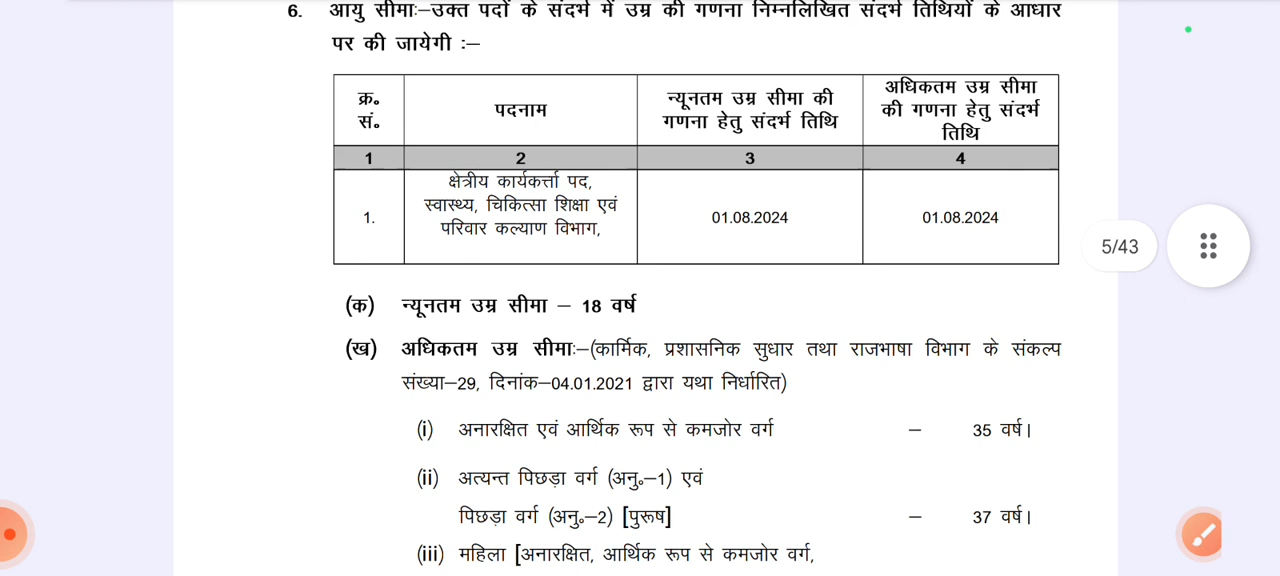 6. आयु सीमाः–उक्त पदों के संदर्भ में उम्र की गणना निम्नलिखित संदर्भ तिथियों के आधार
पर की जायेगी :–
क्र॰ सं॰
पदनाम
न्यूनतम उम्र सीमा की
गणना हेतु संदर्भ तिथि
अधिकतम उम्र सीमा
की गणना हेतु संदर्भ
तिथि
1 2 3 4
1.
क्षेत्रीय कार्यकर्त्ता पद,
स्वास्थ्य, चिकित्सा शिक्षा एवं
परिवार कल्याण विभाग,
01.08.2024
01.08.2024
5/43
(क) न्यूनतम उम्र सीमा – 18 वर्ष
(ख) अधिकतम उम्र सीमाः–(कार्मिक, प्रशासनिक सुधार तथा राजभाषा विभाग के संकल्प
संख्या–29, दिनांक–04.01.2021 द्वारा यथा निर्धारित)
(i) अनारक्षित एवं आर्थिक रूप से कमजोर वर्ग – 35 वर्ष।
(ii) अत्यन्त पिछड़ा वर्ग (अनु॰–1) एवं
पिछड़ा वर्ग (अनु॰–2) [पुरूष] – 37 वर्ष।
(iii) महिला [अनारक्षित, आर्थिक रूप से कमजोर वर्ग,